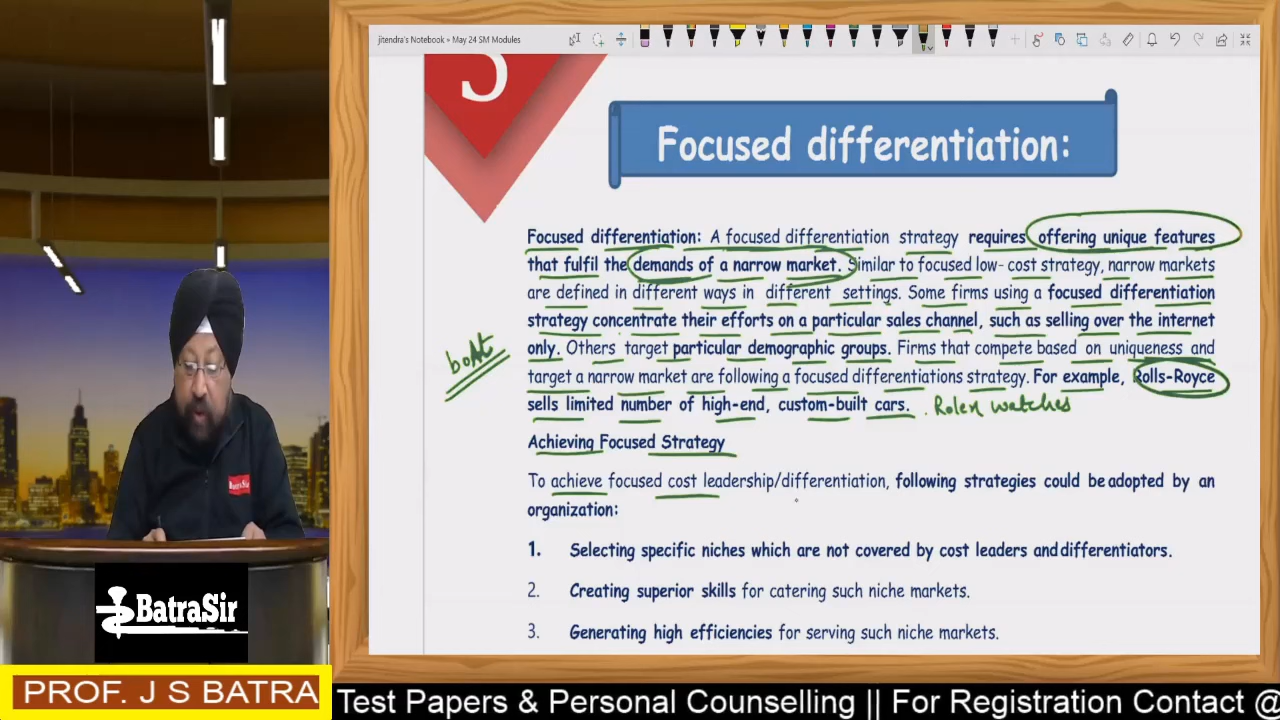 jitendra's Notebook » May 24 SM Modules
Focused differentiation:
Focused differentiation: A focused differentiation strategy requires offering unique features
that fulfil the demands of a narrow market. Similar to focused low- cost strategy, narrow markets
are defined in different ways in different settings. Some firms using a focused differentiation
strategy concentrate their efforts on a particular sales channel, such as selling over the internet
only. Others target particular demographic groups. Firms that compete based on uniqueness and
target a narrow market are following a focused differentiations strategy. For example, Rolls-Royce
sells limited number of high-end, custom-built cars. . Rolex watches
boAt
Achieving Focused Strategy
To achieve focused cost leadership/differentiation, following strategies could be adopted by an
organization:
1. Selecting specific niches which are not covered by cost leaders and differentiators.
2. Creating superior skills for catering such niche markets.
3. Generating high efficiencies for serving such niche markets.
BatraSir
BatraSir
PROF. J S BATRA
Test Papers & Personal Counselling || For Registration Contact @